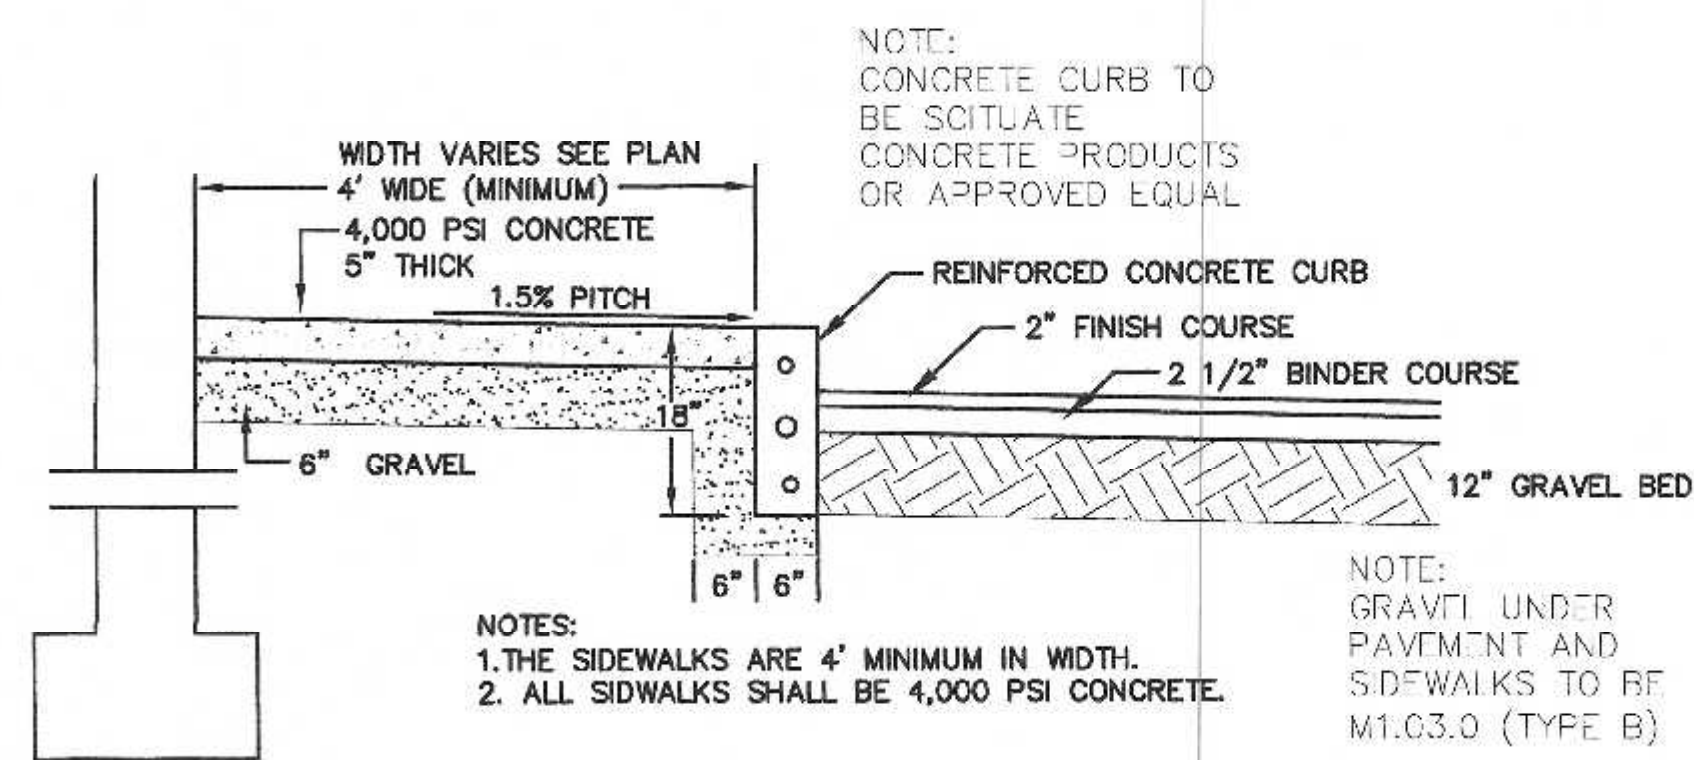 NOTE:
CONCRETE CURB TO
BE SCITUATE
CONCRETE PRODUCTS
OR APPROVED EQUAL
WIDTH VARIES SEE PLAN
4' WIDE (MINIMUM)
4,000 PSI CONCRETE
5" THICK
1.5% PITCH
REINFORCED CONCRETE CURB
2" FINISH COURSE
2 1/2" BINDER COURSE
18"
6" GRAVEL
12" GRAVEL BED
6" 6"
NOTES:
1.THE SIDEWALKS ARE 4' MINIMUM IN WIDTH.
2. ALL SIDWALKS SHALL BE 4,000 PSI CONCRETE.
NOTE:
GRAVEL UNDER
PAVEMENT AND
SIDEWALKS TO BE
M1.03.0 (TYPE B)